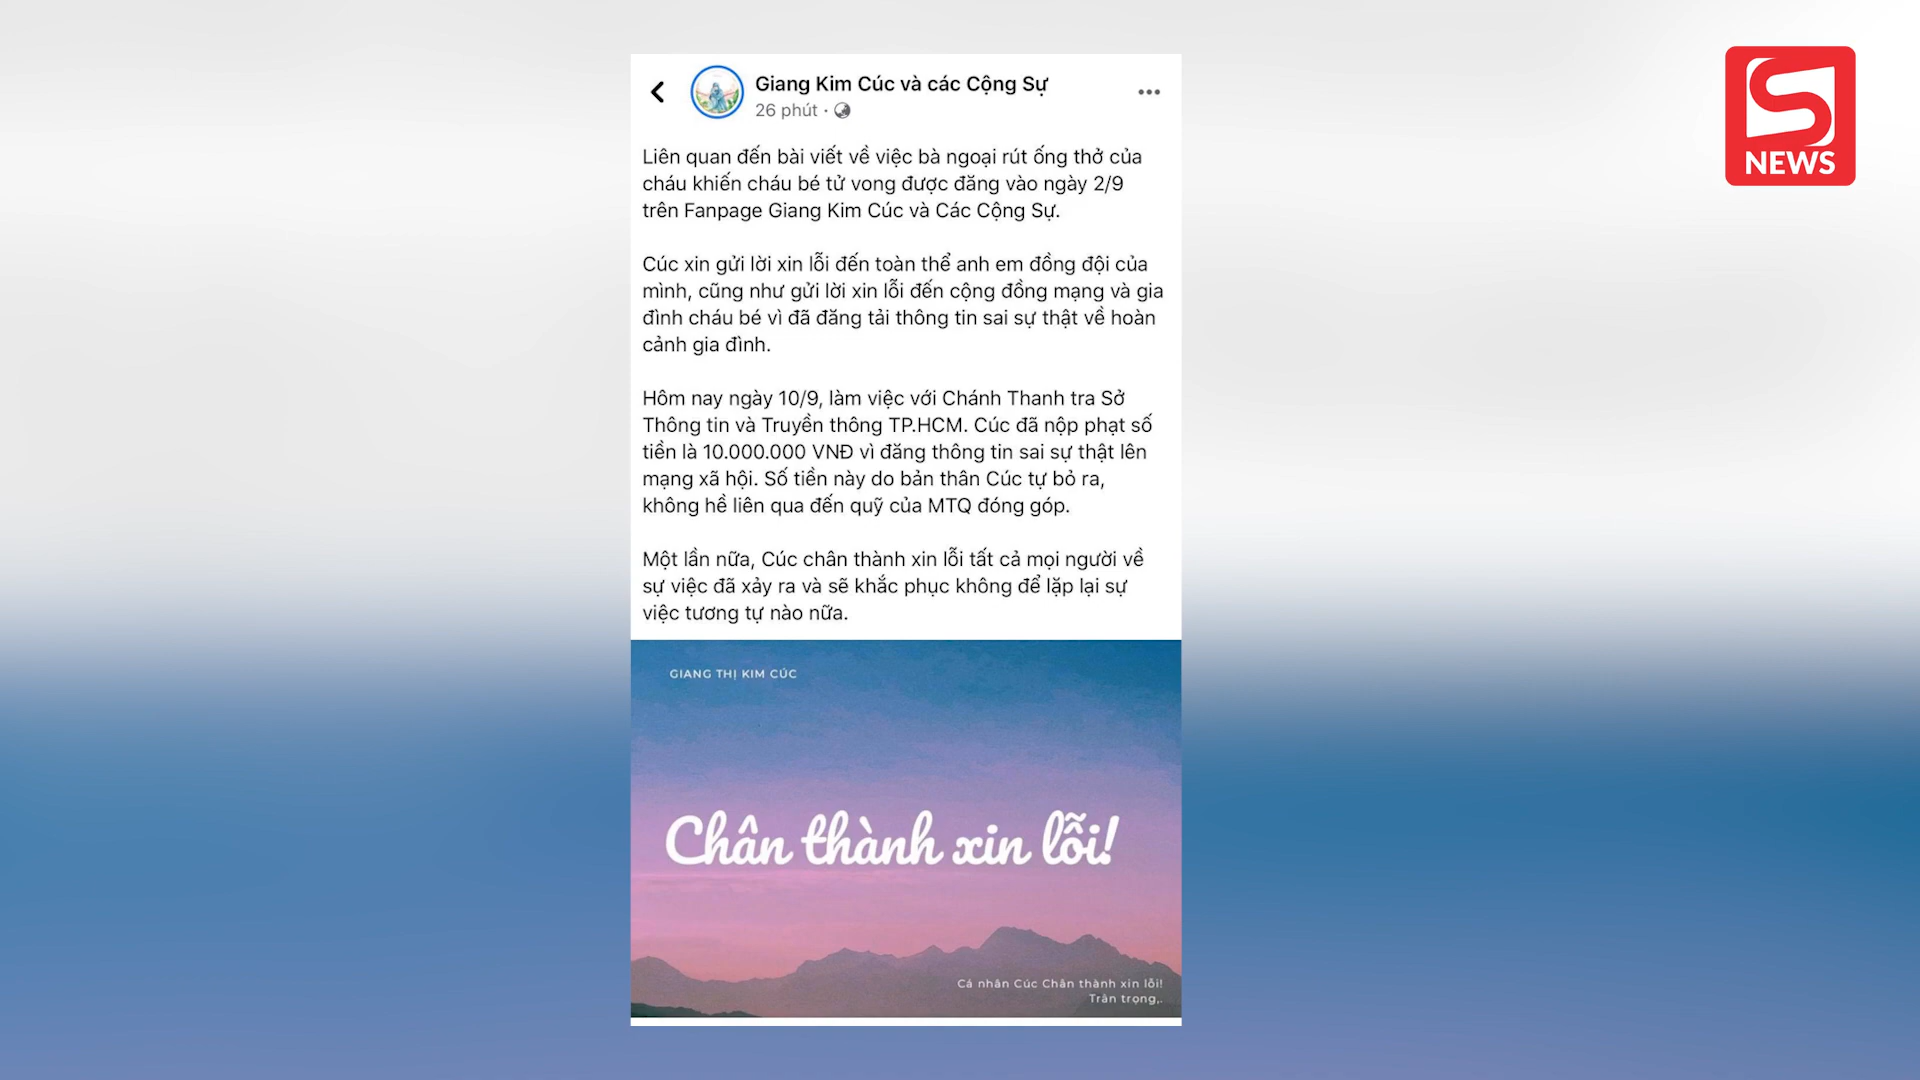 Giang Kim Cúc và các Cộng Sự
26 phút ·
S
NEWS
Liên quan đến bài viết về việc bà ngoại rút ống thở của
cháu khiến cháu bé tử vong được đăng vào ngày 2/9
trên Fanpage Giang Kim Cúc và Các Cộng Sự.
Cúc xin gửi lời xin lỗi đến toàn thể anh em đồng đội của
mình, cũng như gửi lời xin lỗi đến cộng đồng mạng và gia
đình cháu bé vì đã đăng tải thông tin sai sự thật về hoàn
cảnh gia đình.
Hôm nay ngày 10/9, làm việc với Chánh Thanh tra Sở
Thông tin và Truyền thông TP.HCM. Cúc đã nộp phạt số
tiền là 10.000.000 VNĐ vì đăng thông tin sai sự thật lên
mạng xã hội. Số tiền này do bản thân Cúc tự bỏ ra,
không hề liên qua đến quỹ của MTQ đóng góp.
Một lần nữa, Cúc chân thành xin lỗi tất cả mọi người về
sự việc đã xảy ra và sẽ khắc phục không để lặp lại sự
việc tương tự nào nữa.
GIANG THỊ KIM CÚC
Chân thành xin lỗi!
Cá nhân Cúc Chân thành xin lỗi!
Trân trọng,.